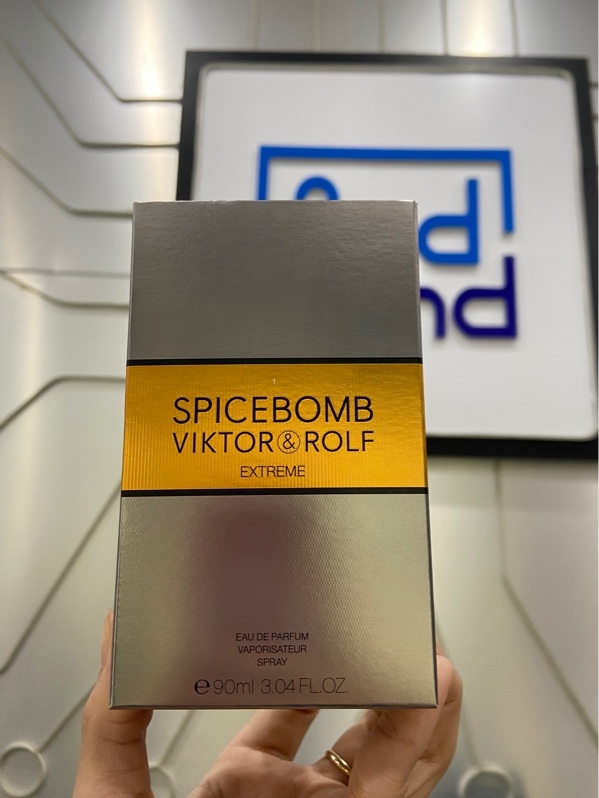 SPICEBOMB
VIKTOR&ROLF
EXTREME
EAU DE PARFUM
VAPORISATEUR
SPRAY
℮90ml 3.04 FL.OZ.